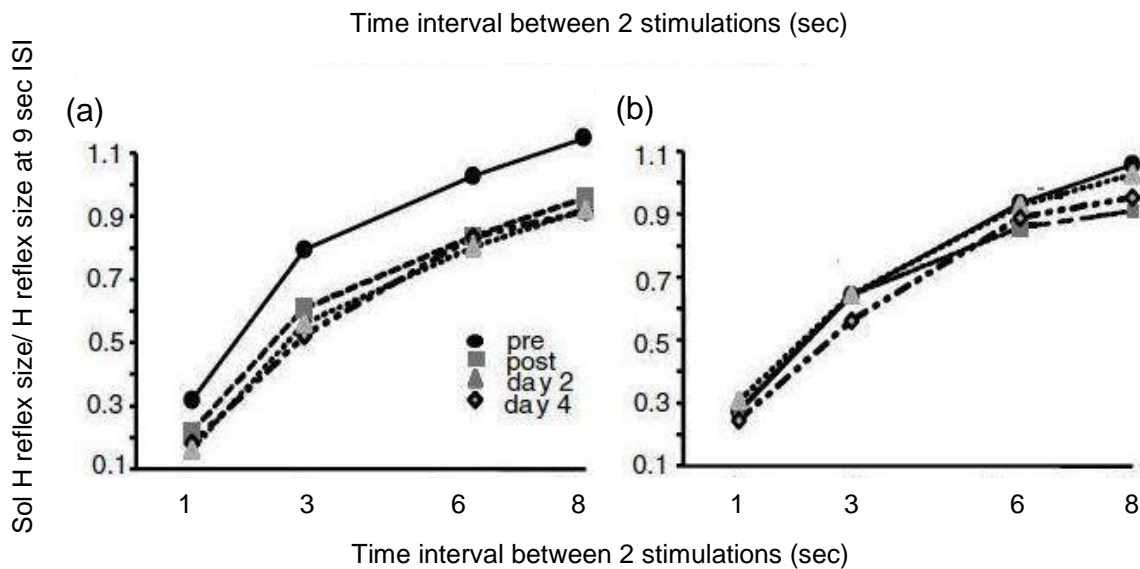 Time interval between 2 stimulations (sec)
Sol H reflex size/ H reflex size at 9 sec ISI
(a)
1.1
0.9
0.7
0.5
0.3
0.1
pre
post
day 2
day 4
1 3 6 8
(b)
1.1
0.9
0.7
0.5
0.3
0.1
1 3 6 8
Time interval between 2 stimulations (sec)